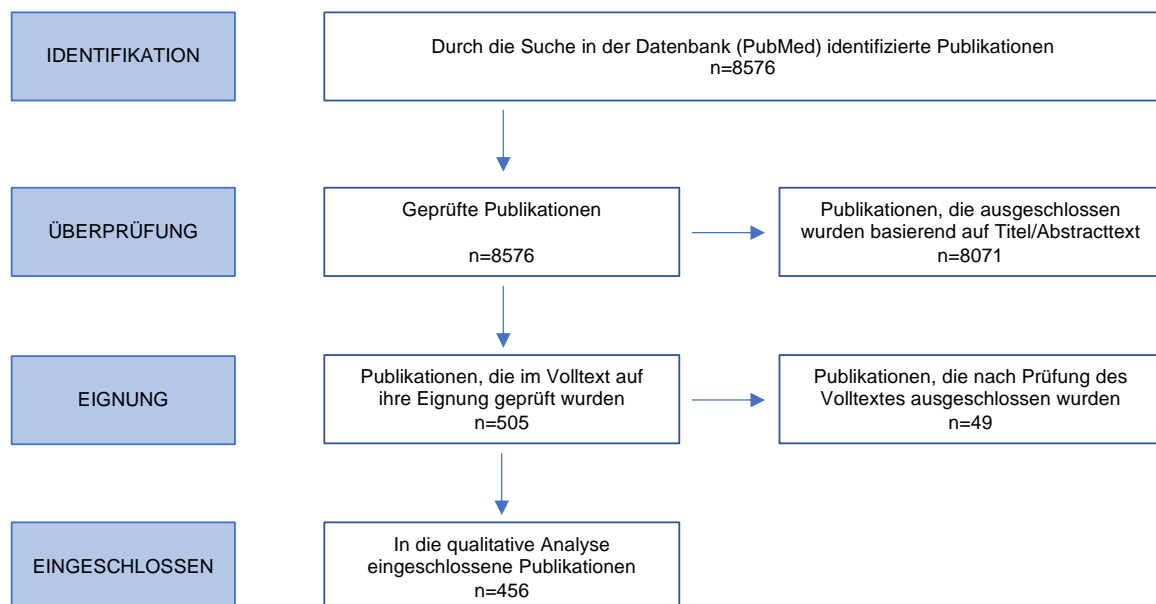 IDENTIFIKATION
Durch die Suche in der Datenbank (PubMed) identifizierte Publikationen
n=8576
ÜBERPRÜFUNG
Geprüfte Publikationen
n=8576
Publikationen, die ausgeschlossen
wurden basierend auf Titel/Abstracttext
n=8071
EIGNUNG
Publikationen, die im Volltext auf
ihre Eignung geprüft wurden
n=505
Publikationen, die nach Prüfung des
Volltextes ausgeschlossen wurden
n=49
EINGESCHLOSSEN
In die qualitative Analyse
eingeschlossene Publikationen
n=456